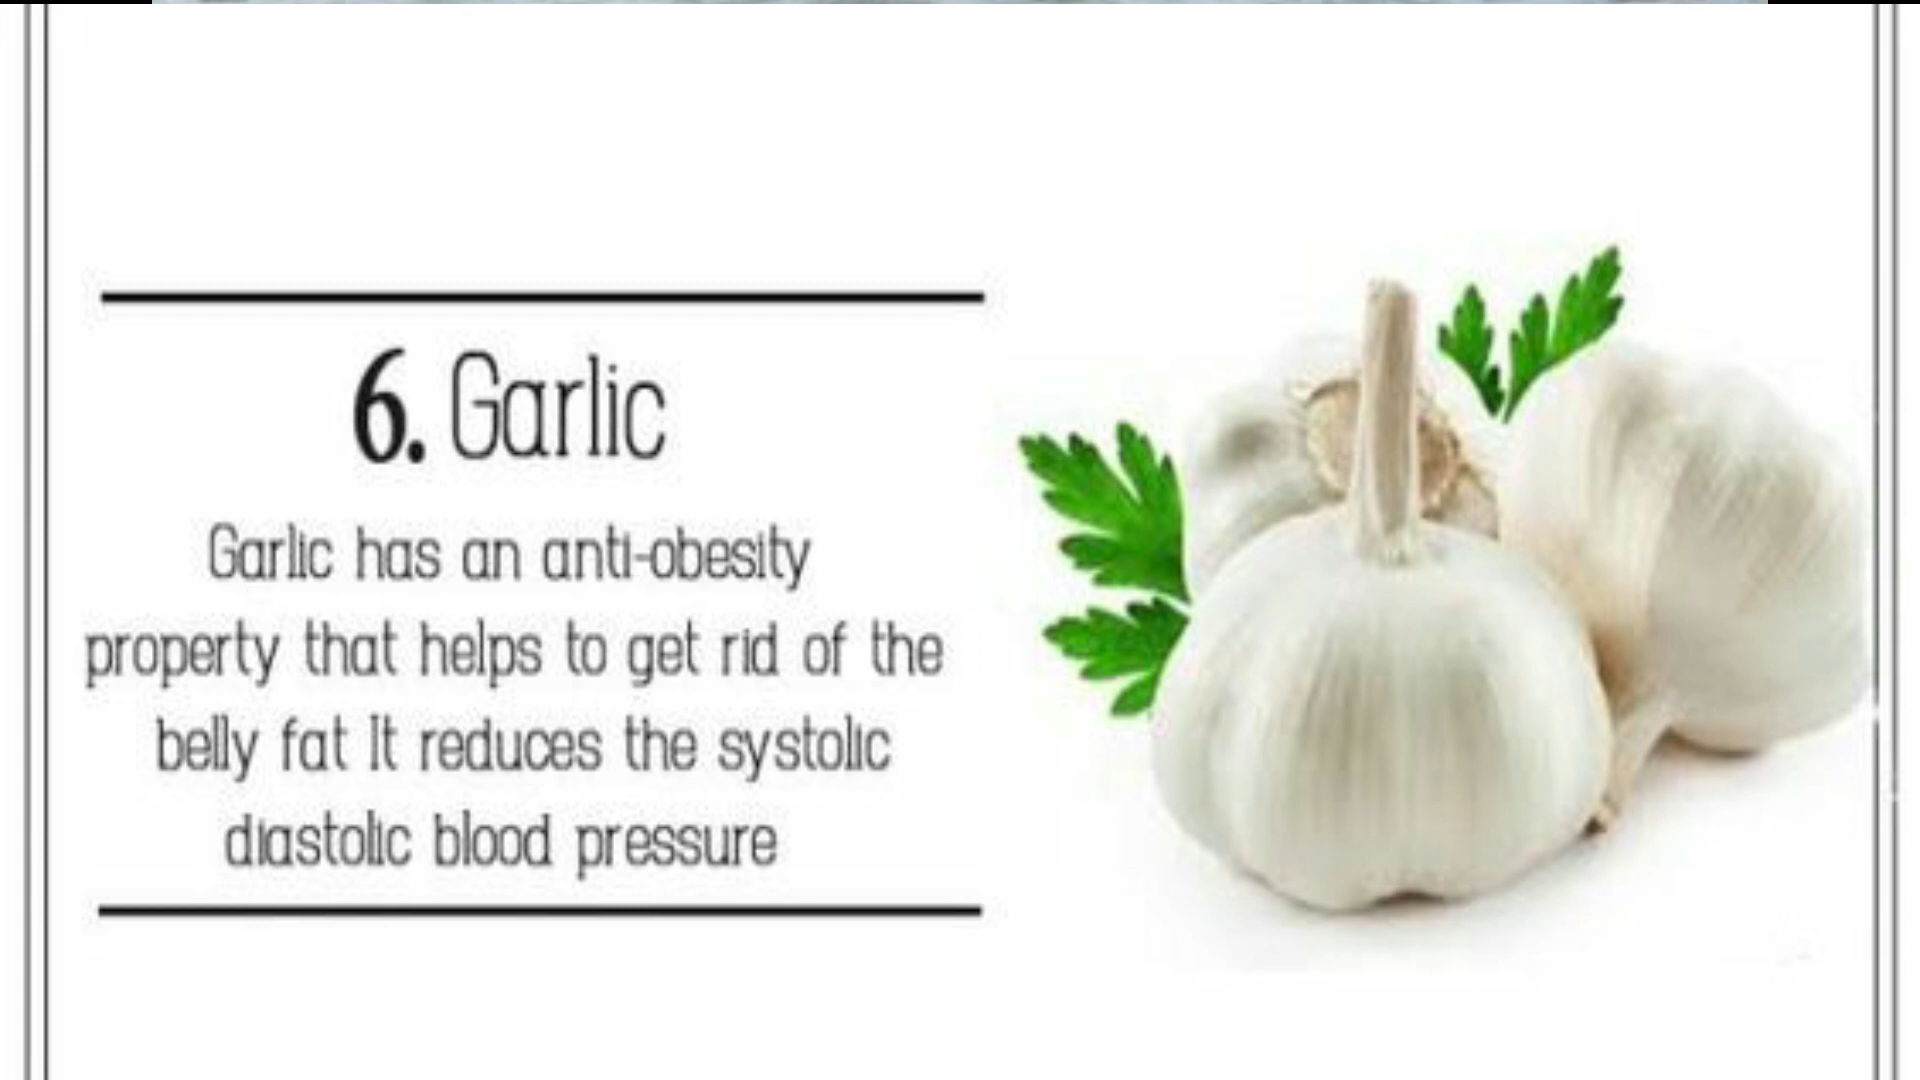 6. Garlic
Garlic has an anti-obesity
property that helps to get rid of the
belly fat It reduces the systolic
diastolic blood pressure